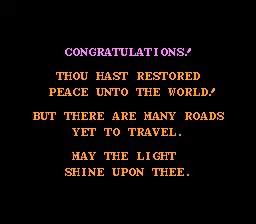 CONGRATULATIONS!
THOU HAST RESTORED
PEACE UNTO THE WORLD!
BUT THERE ARE MANY ROADS
YET TO TRAVEL.
MAY THE LIGHT
SHINE UPON THEE.